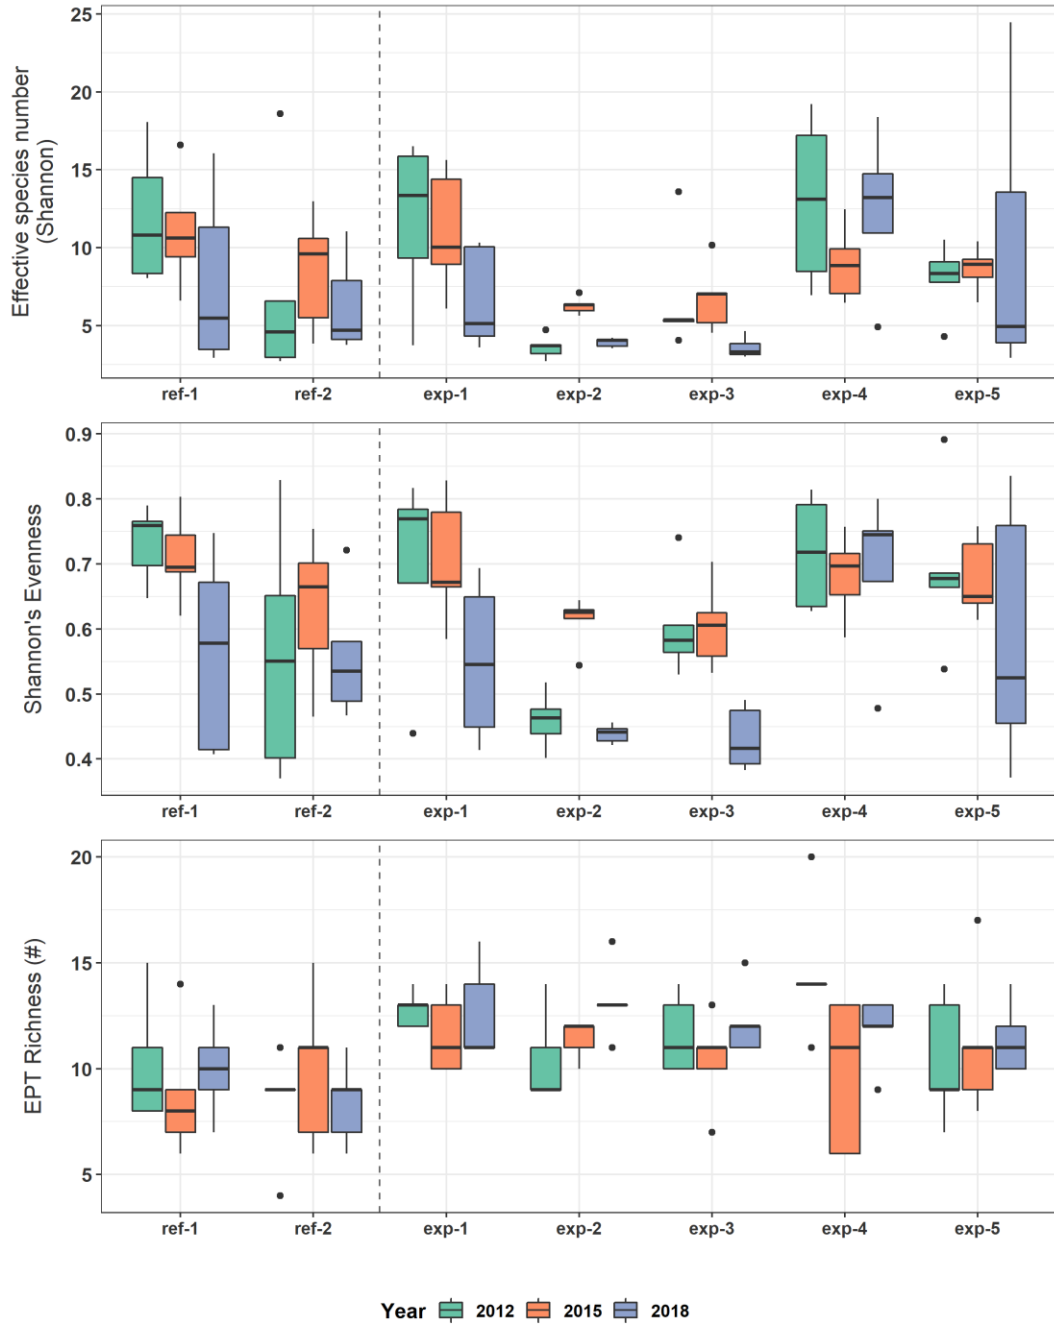 Effective species number
(Shannon)
25
20
15
10
5
ref-1 ref-2 exp-1 exp-2 exp-3 exp-4 exp-5
Shannon's Evenness
0.9
0.8
0.7
0.6
0.5
0.4
ref-1 ref-2 exp-1 exp-2 exp-3 exp-4 exp-5
EPT Richness (#)
20
15
10
5
ref-1 ref-2 exp-1 exp-2 exp-3 exp-4 exp-5
Year 2012 2015 2018